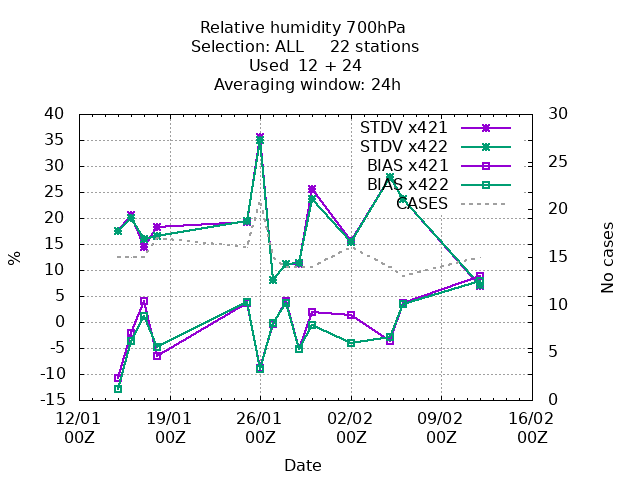 Relative humidity 700hPa
Selection: ALL 22 stations
Used 12 + 24
Averaging window: 24h
40
35
30
25
20
15
10
5
0
-5
-10
-15
%
30
25
20
15
10
5
0
No cases
STDV x421
STDV x422
BIAS x421
BIAS x422
CASES
12/01 19/01 26/01 02/02 09/02 16/02
00Z 00Z 00Z 00Z 00Z 00Z
Date